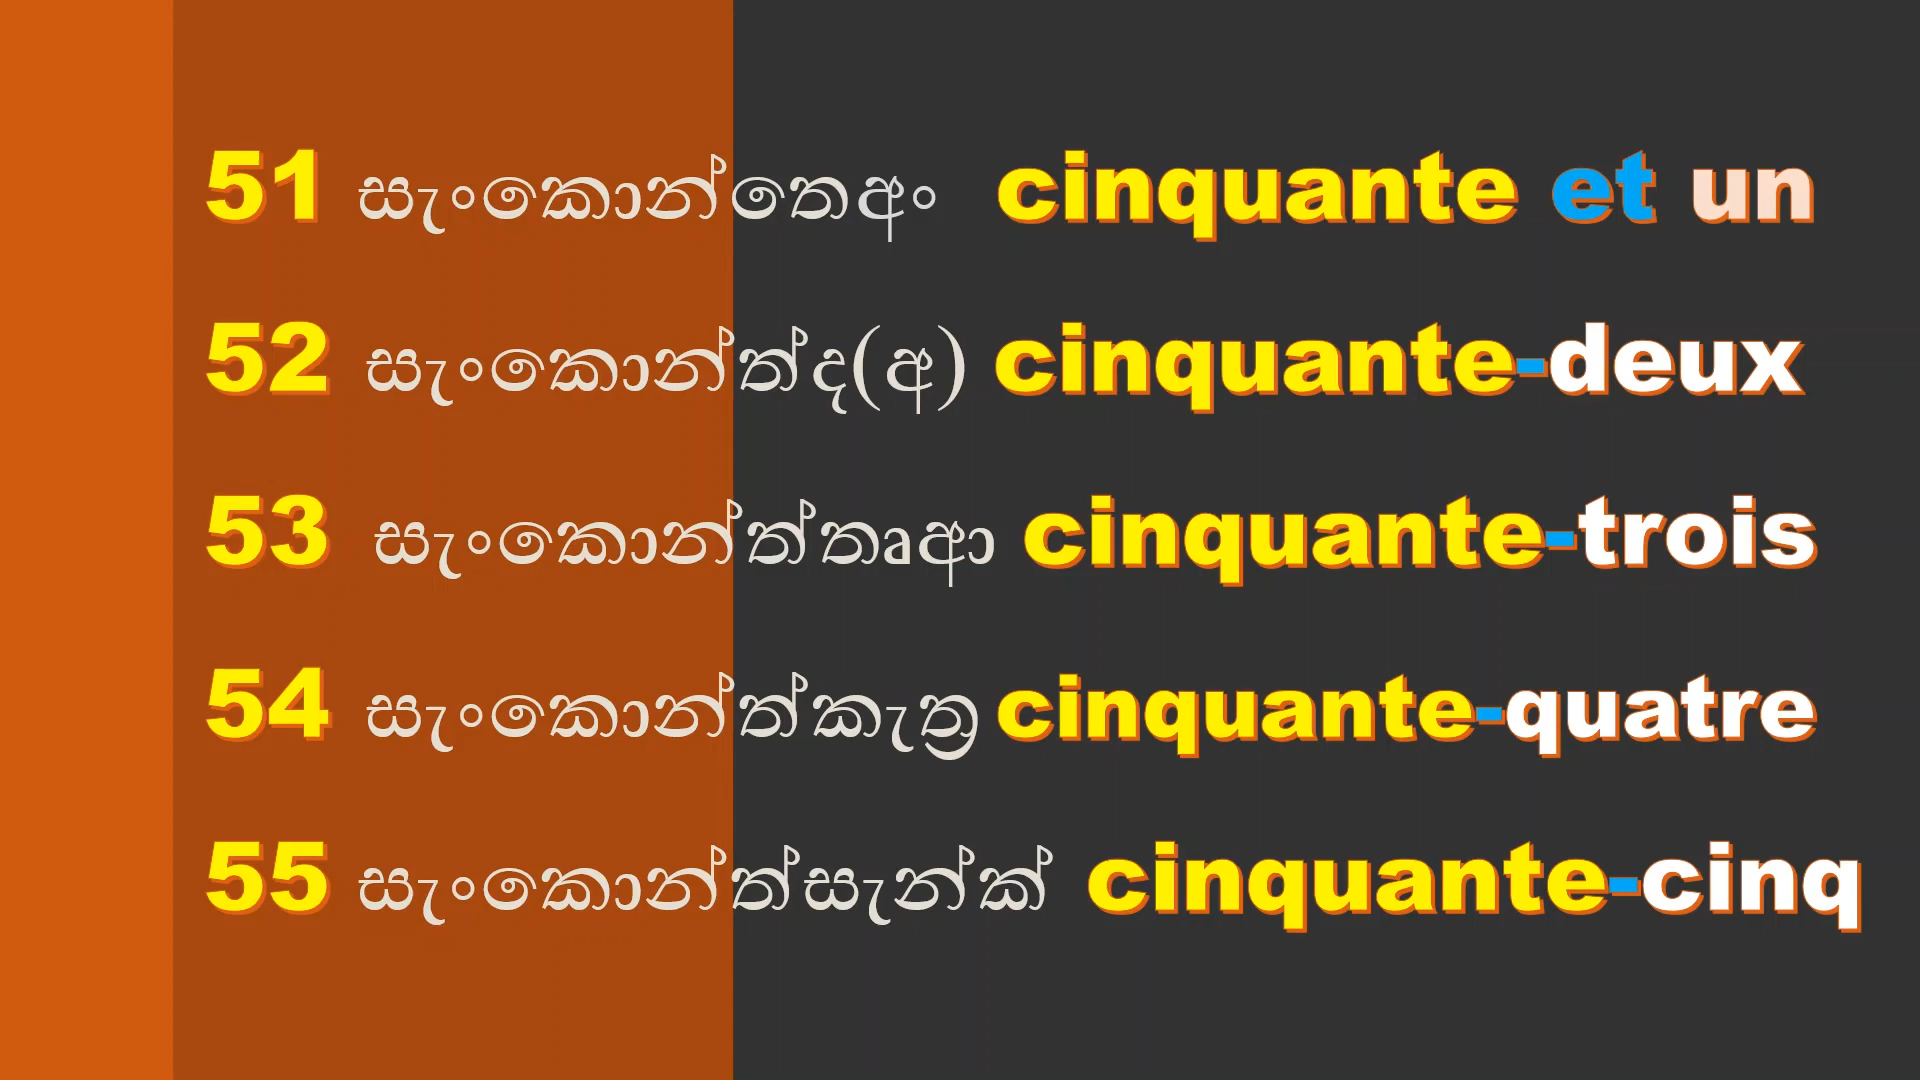 51 සැංකොන්තෙඅං cinquante et un
52 සැංකොන්ත්ද(අ) cinquante-deux
53 සැංකොන්ත්තෘආ cinquante-trois
54 සැංකොන්ත්කැත්‍ර cinquante-quatre
55 සැංකොන්ත්සැන්ක් cinquante-cinq